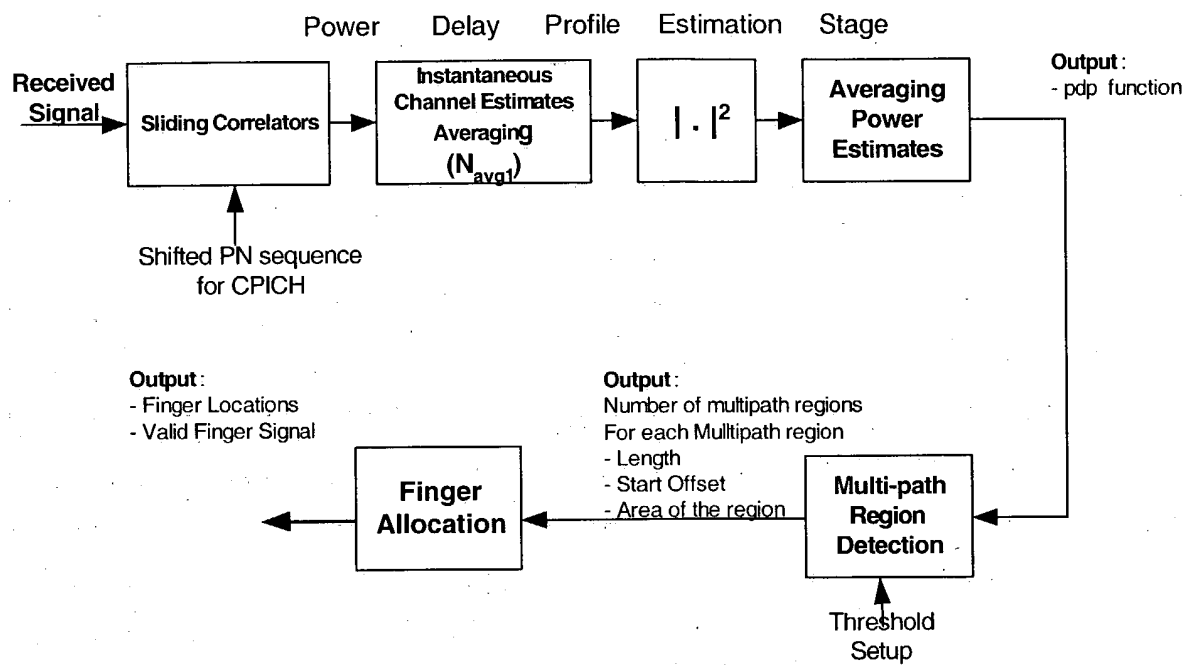 Power Delay Profile Estimation Stage
Received
Signal
Sliding Correlators
Instantaneous
Channel Estimates
Averaging
(N_avg1)
| · |²
Averaging
Power
Estimates
Output :
- pdp function
Shifted PN sequence
for CPICH
Output :
- Finger Locations
- Valid Finger Signal
Output :
Number of multipath regions
For each Mulltipath region
- Length
- Start Offset
- Area of the region
Finger
Allocation
Multi-path
Region
Detection
Threshold
Setup